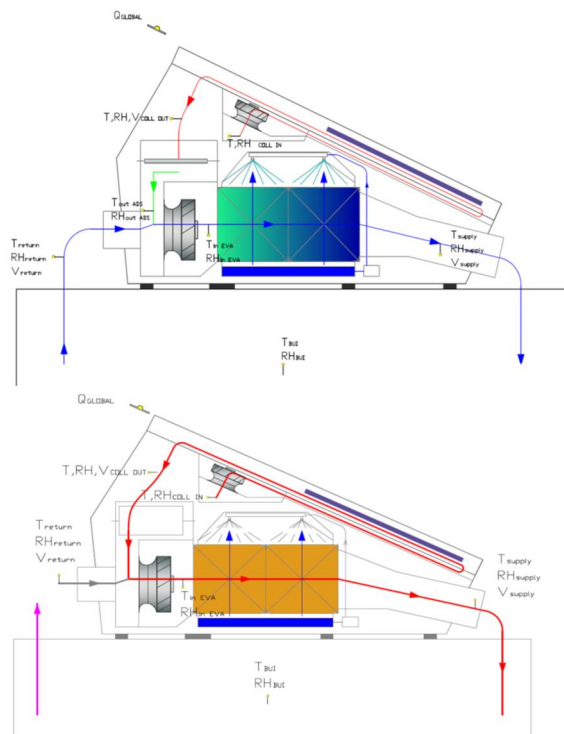 QGLOBAL
T,RH,VCOLL OUT
T,RH COLL IN
Tout ADS
RHout ADS
Treturn
RHreturn
Vreturn
Tin EVA
RHin EVA
Tsupply
RHsupply
Vsupply
TBUI
RHBUI
QGLOBAL
T,RH,VCOLL OUT
T,RHCOLL IN
Treturn
RHreturn
Vreturn
Tin EVA
RHin EVA
Tsupply
RHsupply
Vsupply
TBUI
RHBUI